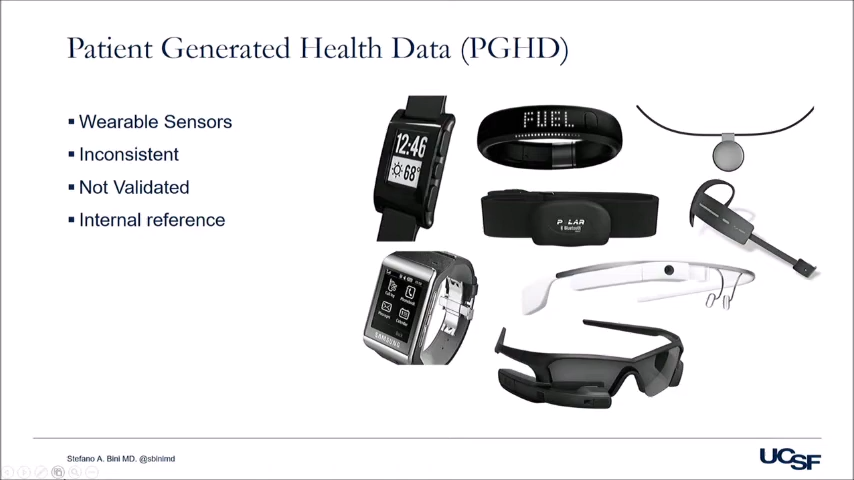 Patient Generated Health Data (PGHD)
Wearable Sensors
Inconsistent
Not Validated
Internal reference
12:46
68°
FUEL
POLAR
Bluetooth
SAMSUNG
Stefano A. Bini MD. @sbinimd
UCSF